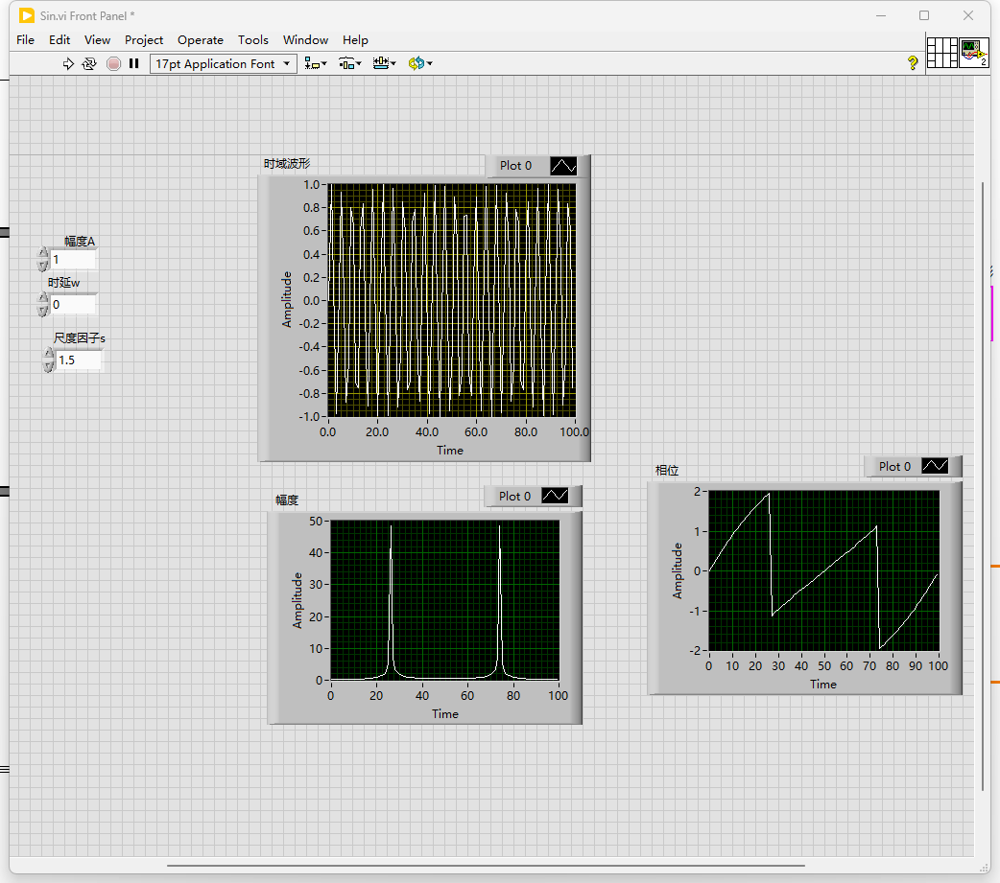 Sin.vi Front Panel *
File Edit View Project Operate Tools Window Help
17pt Application Font
?
2
时域波形
Plot 0
幅度A
1
时延w
0
尺度因子s
1.5
Amplitude
1.0
0.8
0.6
0.4
0.2
0.0
-0.2
-0.4
-0.6
-0.8
-1.0
0.0 20.0 40.0 60.0 80.0 100.0
Time
幅度
Plot 0
Amplitude
50
40
30
20
10
0
0 20 40 60 80 100
Time
相位
Plot 0
Amplitude
2
1
0
-1
-2
0 10 20 30 40 50 60 70 80 90 100
Time